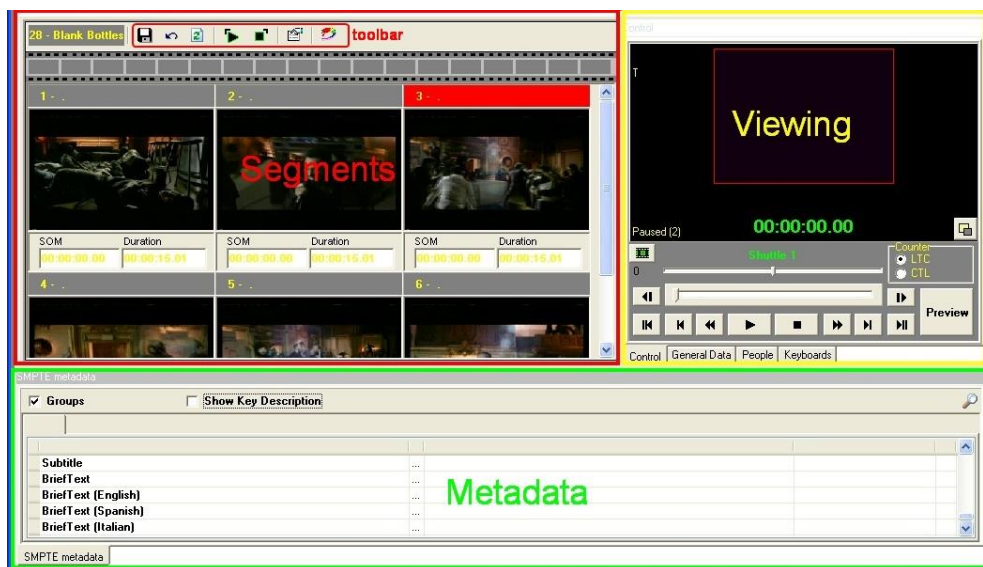 28 - Blank Bottles toolbar
1 - .
2 - .
3 - .
Segments
SOM Duration
00:00:00.00 00:00:15.01
SOM Duration
00:00:00.00 00:00:15.01
SOM Duration
00:00:00.00 00:00:15.01
4 - .
5 - .
6 - .
ontrol
T
Viewing
Paused (2) 00:00:00.00
Shuttle 1
0
Counter
LTC
CTL
Preview
Control General Data People Keyboards
SMPTE metadata
Groups Show Key Description
Subtitle ...
BriefText ...
BriefText (English) ...
BriefText (Spanish) ...
BriefText (Italian) ...
Metadata
SMPTE metadata